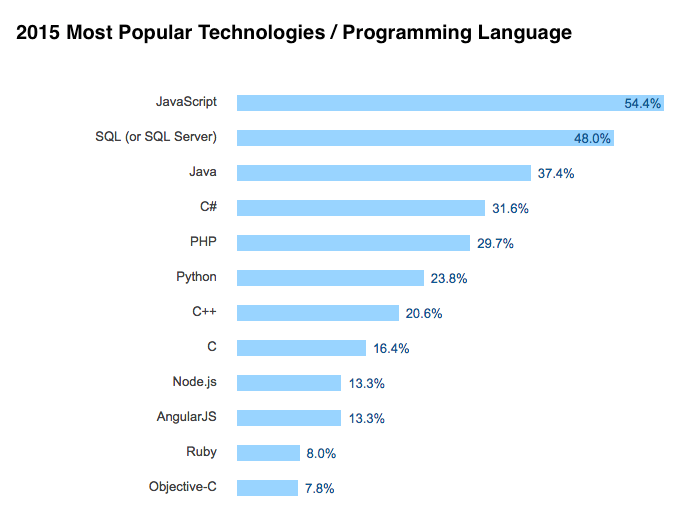 2015 Most Popular Technologies / Programming Language
JavaScript 54.4%
SQL (or SQL Server) 48.0%
Java 37.4%
C# 31.6%
PHP 29.7%
Python 23.8%
C++ 20.6%
C 16.4%
Node.js 13.3%
AngularJS 13.3%
Ruby 8.0%
Objective-C 7.8%